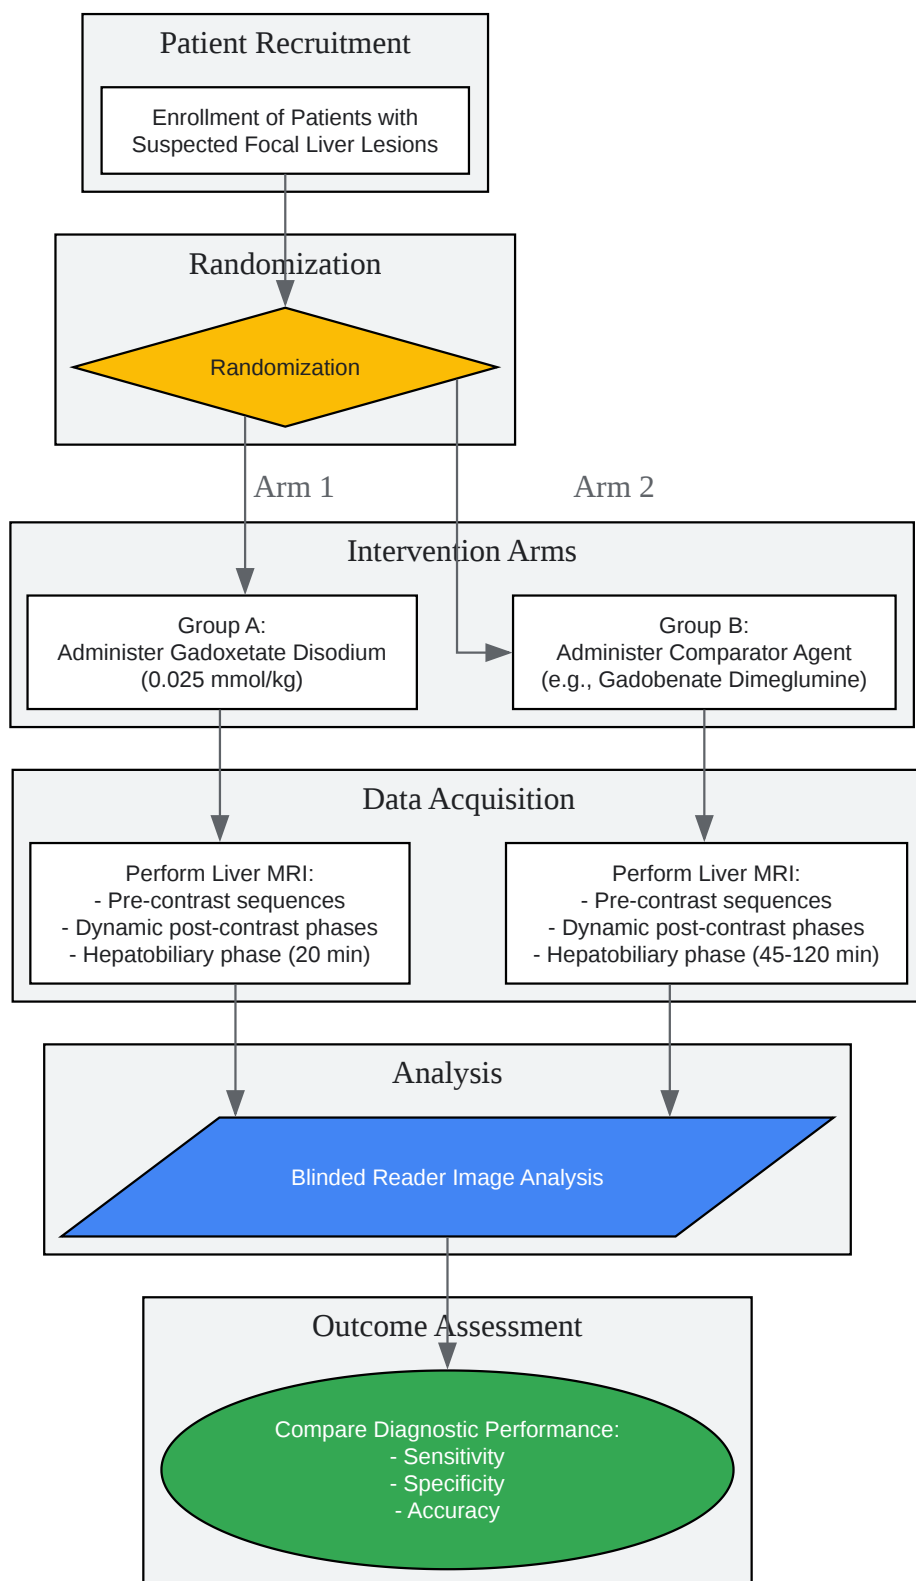 Patient Recruitment
Enrollment of Patients with
Suspected Focal Liver Lesions
Randomization
Randomization
Arm 1
Arm 2
Intervention Arms
Group A:
Administer Gadoxetate Disodium
(0.025 mmol/kg)
Group B:
Administer Comparator Agent
(e.g., Gadobenate Dimeglumine)
Data Acquisition
Perform Liver MRI:
- Pre-contrast sequences
- Dynamic post-contrast phases
- Hepatobiliary phase (20 min)
Perform Liver MRI:
- Pre-contrast sequences
- Dynamic post-contrast phases
- Hepatobiliary phase (45-120 min)
Analysis
Blinded Reader Image Analysis
Outcome Assessment
Compare Diagnostic Performance:
- Sensitivity
- Specificity
- Accuracy